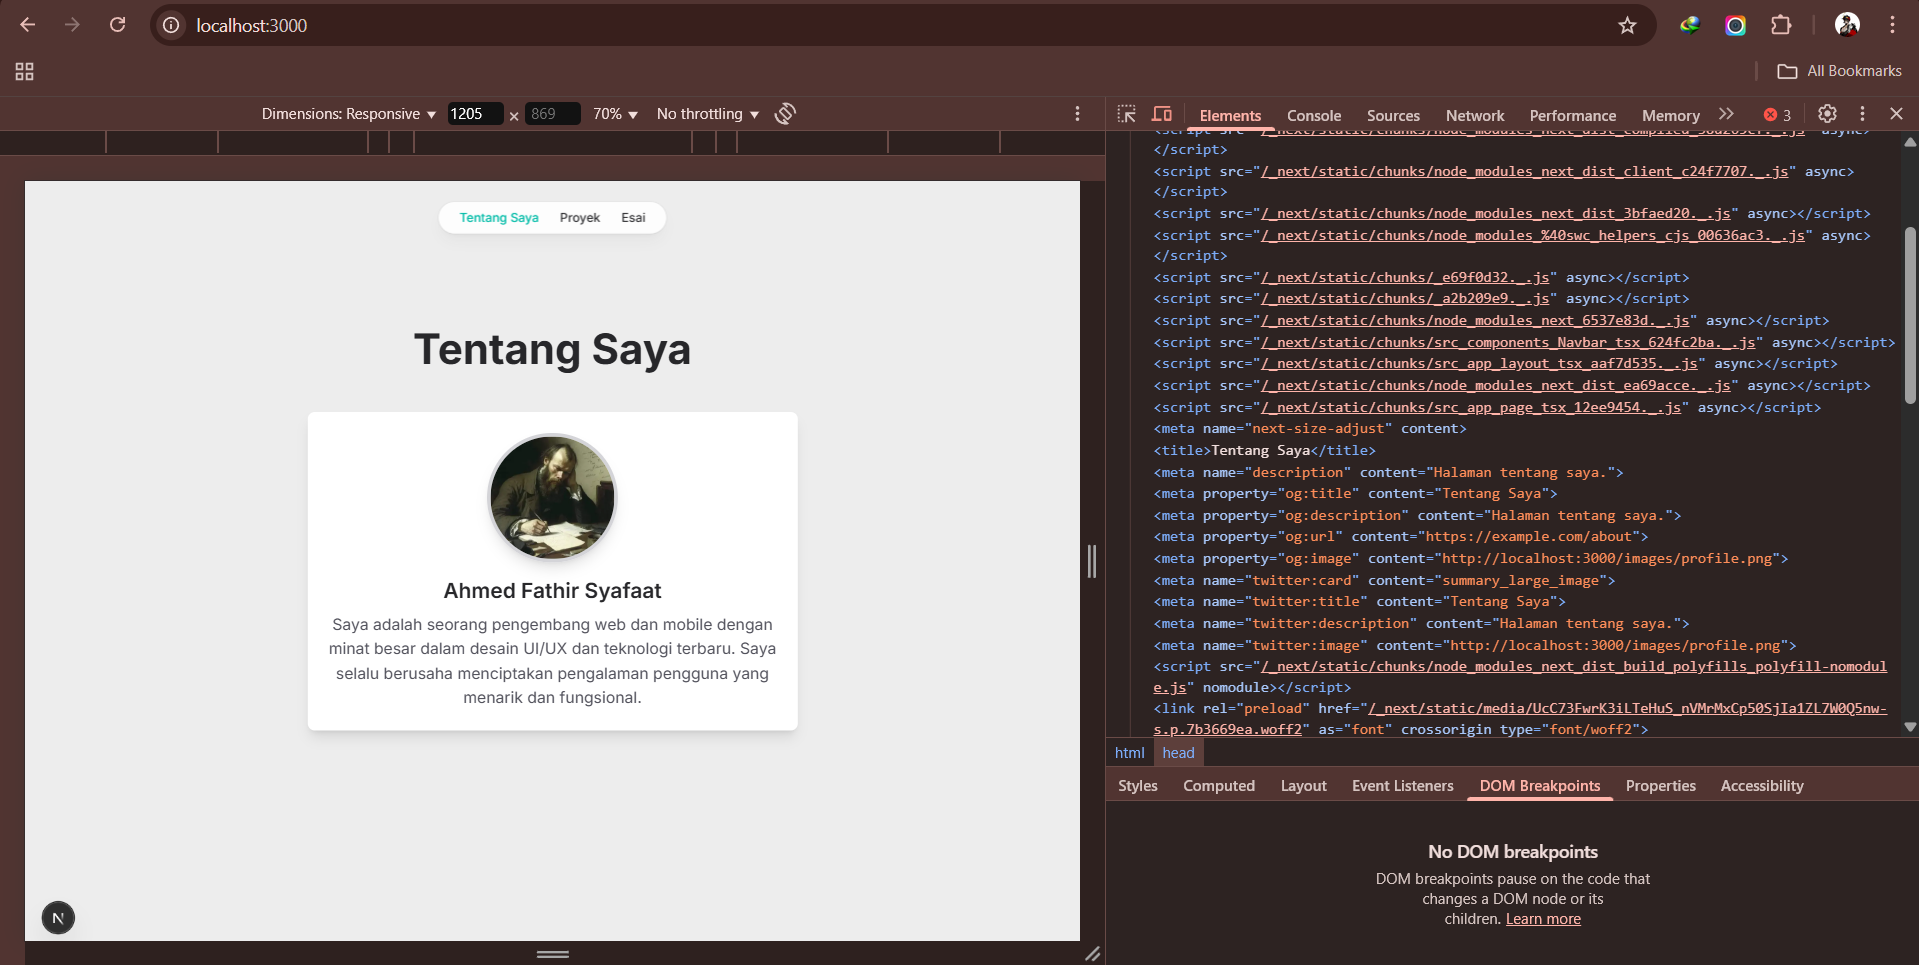 localhost:3000
All Bookmarks
Dimensions: Responsive 1205 × 869 70% No throttling
Elements Console Sources Network Performance Memory 3
Tentang Saya Proyek Esai
Tentang Saya
Ahmed Fathir Syafaat
Saya adalah seorang pengembang web dan mobile dengan
minat besar dalam desain UI/UX dan teknologi terbaru. Saya
selalu berusaha menciptakan pengalaman pengguna yang
menarik dan fungsional.
N
</script>
<script src="/_next/static/chunks/node_modules_next_dist_client_c24f7707._.js" async>
</script>
<script src="/_next/static/chunks/node_modules_next_dist_3bfaed20._.js" async></script>
<script src="/_next/static/chunks/node_modules_%40swc_helpers_cjs_00636ac3._.js" async>
</script>
<script src="/_next/static/chunks/_e69f0d32._.js" async></script>
<script src="/_next/static/chunks/_a2b209e9._.js" async></script>
<script src="/_next/static/chunks/node_modules_next_6537e83d._.js" async></script>
<script src="/_next/static/chunks/src_components_Navbar_tsx_624fc2ba._.js" async></script>
<script src="/_next/static/chunks/src_app_layout_tsx_aaf7d535._.js" async></script>
<script src="/_next/static/chunks/node_modules_next_dist_ea69acce._.js" async></script>
<script src="/_next/static/chunks/src_app_page_tsx_12ee9454._.js" async></script>
<meta name="next-size-adjust" content>
<title>Tentang Saya</title>
<meta name="description" content="Halaman tentang saya.">
<meta property="og:title" content="Tentang Saya">
<meta property="og:description" content="Halaman tentang saya.">
<meta property="og:url" content="https://example.com/about">
<meta property="og:image" content="http://localhost:3000/images/profile.png">
<meta name="twitter:card" content="summary_large_image">
<meta name="twitter:title" content="Tentang Saya">
<meta name="twitter:description" content="Halaman tentang saya.">
<meta name="twitter:image" content="http://localhost:3000/images/profile.png">
<script src="/_next/static/chunks/node_modules_next_dist_build_polyfills_polyfill-nomodul
e.js" nomodule></script>
<link rel="preload" href="/_next/static/media/UcC73FwrK3iLTeHuS_nVMrMxCp50SjIa1ZL7W0Q5nw-
s.p.7b3669ea.woff2" as="font" crossorigin type="font/woff2">
html head
Styles Computed Layout Event Listeners DOM Breakpoints Properties Accessibility
No DOM breakpoints
DOM breakpoints pause on the code that
changes a DOM node or its
children. Learn more